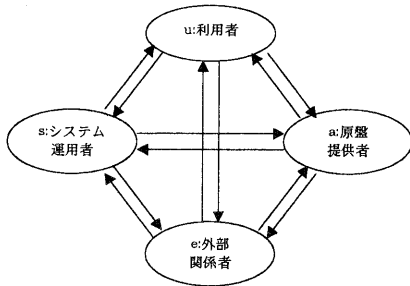 u:利用者
s:システム
運用者
a:原盤
提供者
e:外部
関係者